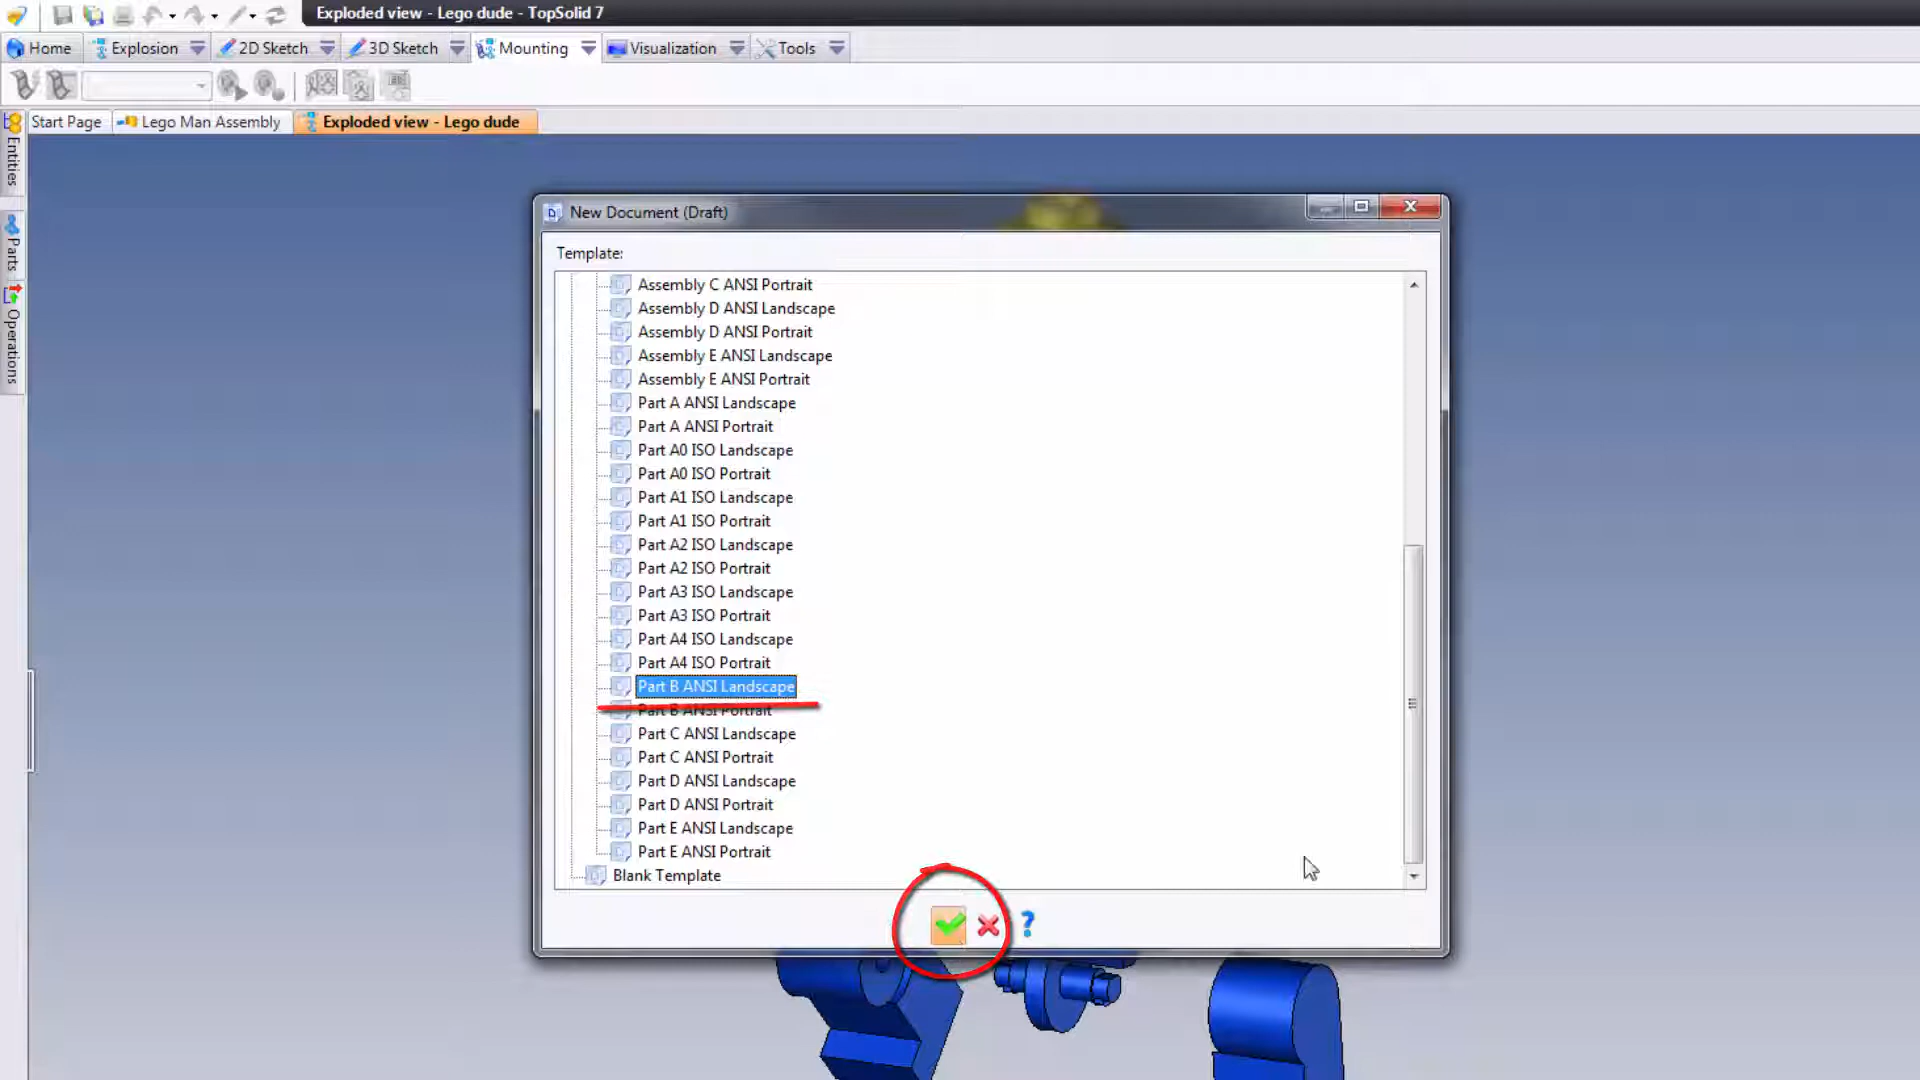 Exploded view - Lego dude - TopSolid 7
Home
Explosion
2D Sketch
3D Sketch
Mounting
Visualization
Tools
Start Page
Lego Man Assembly
Exploded view - Lego dude
Entities
Parts
Operations
New Document (Draft)
Template:
Assembly C ANSI Portrait
Assembly D ANSI Landscape
Assembly D ANSI Portrait
Assembly E ANSI Landscape
Assembly E ANSI Portrait
Part A ANSI Landscape
Part A ANSI Portrait
Part A0 ISO Landscape
Part A0 ISO Portrait
Part A1 ISO Landscape
Part A1 ISO Portrait
Part A2 ISO Landscape
Part A2 ISO Portrait
Part A3 ISO Landscape
Part A3 ISO Portrait
Part A4 ISO Landscape
Part A4 ISO Portrait
Part B ANSI Landscape
Part B ANSI Portrait
Part C ANSI Landscape
Part C ANSI Portrait
Part D ANSI Landscape
Part D ANSI Portrait
Part E ANSI Landscape
Part E ANSI Portrait
Blank Template